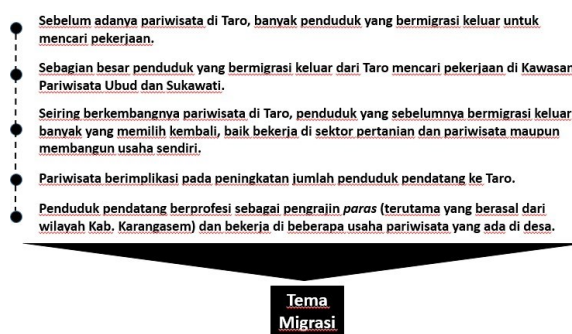 Sebelum adanya pariwisata di Taro, banyak penduduk yang bermigrasi keluar untuk
mencari pekerjaan.
Sebagian besar penduduk yang bermigrasi keluar dari Taro mencari pekerjaan di Kawasan
Pariwisata Ubud dan Sukawati.
Seiring berkembangnya pariwisata di Taro, penduduk yang sebelumnya bermigrasi keluar
banyak yang memilih kembali, baik bekerja di sektor pertanian dan pariwisata maupun
membangun usaha sendiri.
Pariwisata berimplikasi pada peningkatan jumlah penduduk pendatang ke Taro.
Penduduk pendatang berprofesi sebagai pengrajin paras (terutama yang berasal dari
wilayah Kab. Karangasem) dan bekerja di beberapa usaha pariwisata yang ada di desa.
Tema
Migrasi